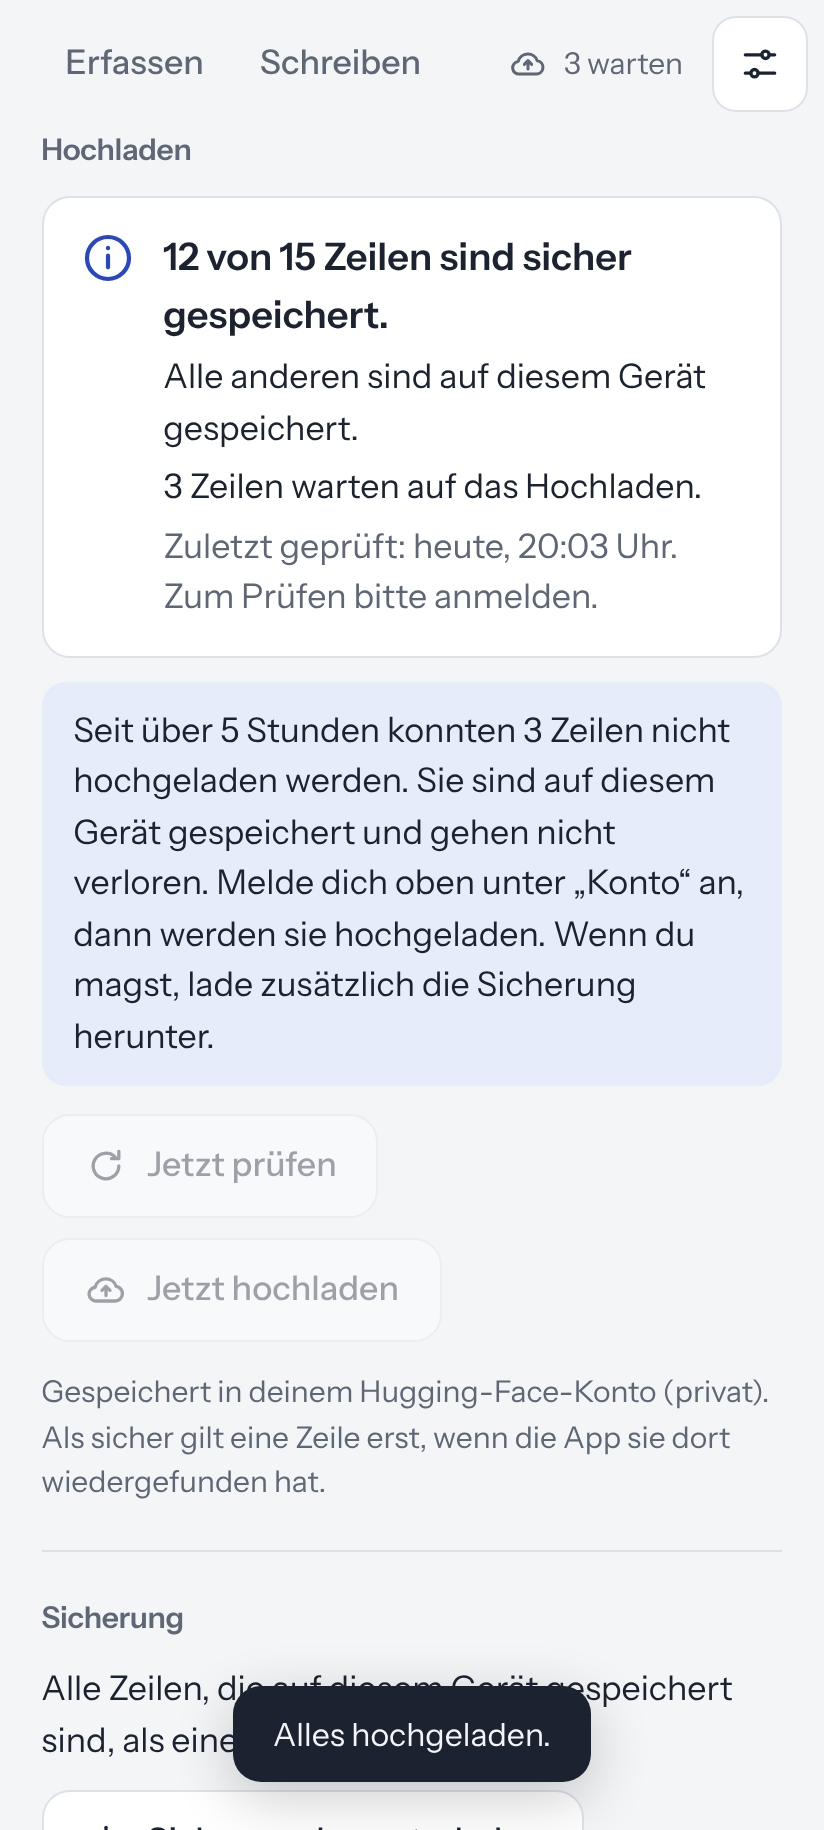 Erfassen Schreiben 3 warten
Hochladen
12 von 15 Zeilen sind sicher
gespeichert.
Alle anderen sind auf diesem Gerät
gespeichert.
3 Zeilen warten auf das Hochladen.
Zuletzt geprüft: heute, 20:03 Uhr.
Zum Prüfen bitte anmelden.
Seit über 5 Stunden konnten 3 Zeilen nicht
hochgeladen werden. Sie sind auf diesem
Gerät gespeichert und gehen nicht
verloren. Melde dich oben unter „Konto“ an,
dann werden sie hochgeladen. Wenn du
magst, lade zusätzlich die Sicherung
herunter.
Jetzt prüfen
Jetzt hochladen
Gespeichert in deinem Hugging-Face-Konto (privat).
Als sicher gilt eine Zeile erst, wenn die App sie dort
wiedergefunden hat.
Sicherung
Alle Zeilen, die auf diesem Gerät gespeichert
sind, als eine
Alles hochgeladen.